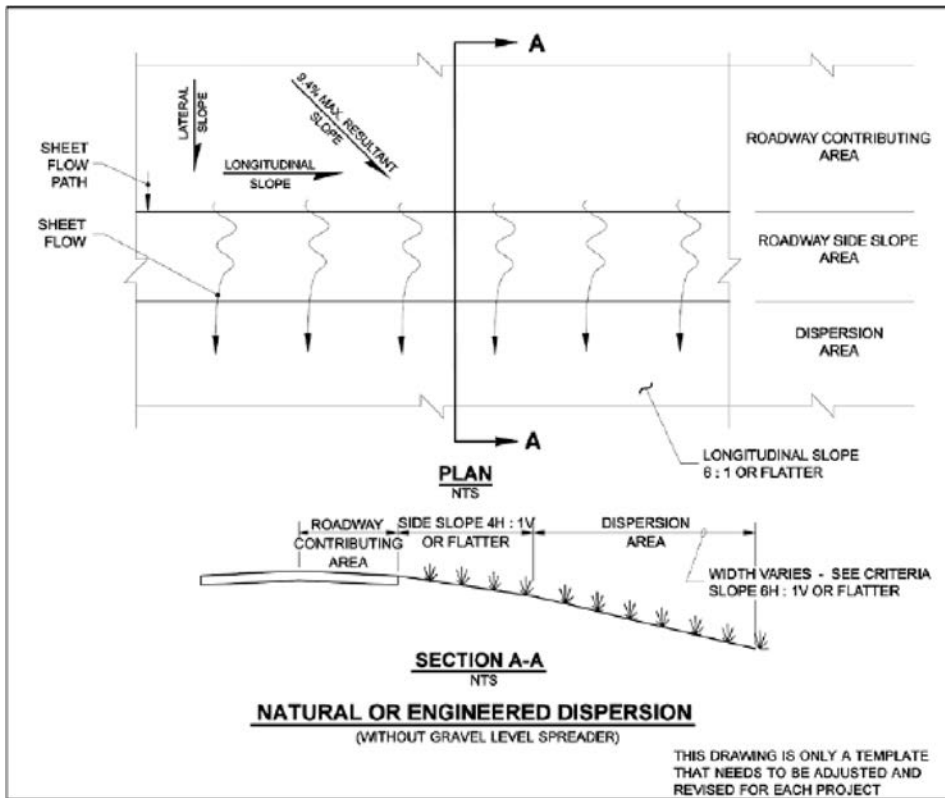 A
LATERAL
SLOPE
9.4% MAX. RESULTANT
SLOPE
LONGITUDINAL
SLOPE
SHEET
FLOW
PATH
SHEET
FLOW
ROADWAY CONTRIBUTING
AREA
ROADWAY SIDE SLOPE
AREA
DISPERSION
AREA
A
LONGITUDINAL SLOPE
6 : 1 OR FLATTER
PLAN
NTS
ROADWAY
CONTRIBUTING
AREA
SIDE SLOPE 4H : 1V
OR FLATTER
DISPERSION
AREA
WIDTH VARIES - SEE CRITERIA
SLOPE 6H : 1V OR FLATTER
SECTION A-A
NTS
NATURAL OR ENGINEERED DISPERSION
(WITHOUT GRAVEL LEVEL SPREADER)
THIS DRAWING IS ONLY A TEMPLATE
THAT NEEDS TO BE ADJUSTED AND
REVISED FOR EACH PROJECT